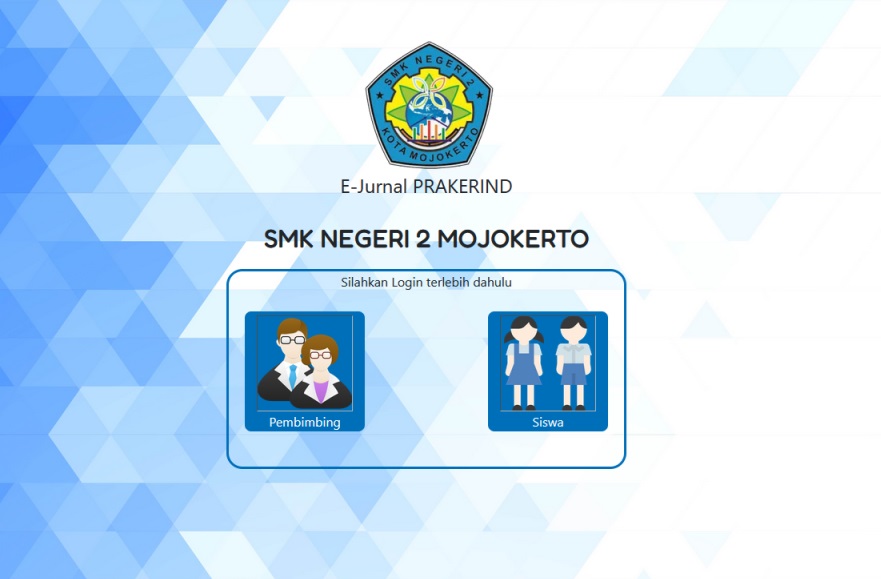 SMK NEGERI 2
KOTA MOJOKERTO
E-Jurnal PRAKERIND
SMK NEGERI 2 MOJOKERTO
Silahkan Login terlebih dahulu
Pembimbing
Siswa